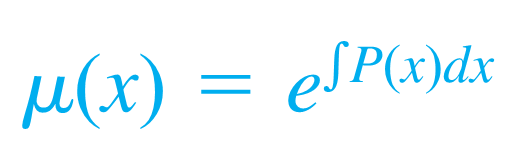 μ(x) = e^{∫P(x)dx}